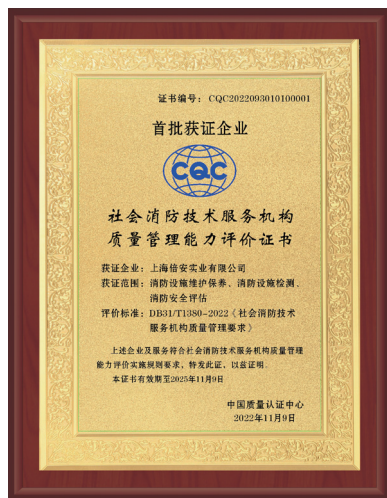 证书编号：CQC2022093010100001
首批获证企业
CQC
社会消防技术服务机构
质量管理能力评价证书
获证企业：上海倍安实业有限公司
获证范围：消防设施维护保养、消防设施检测、
消防安全评估
评价标准：DB31/T1380-2022《社会消防技术
服务机构质量管理要求》
上述企业及服务符合社会消防技术服务机构质量管理
能力评价实施规则要求，特发此证，以兹证明。
本证书有效期至2025年11月9日
中国质量认证中心
2022年11月9日